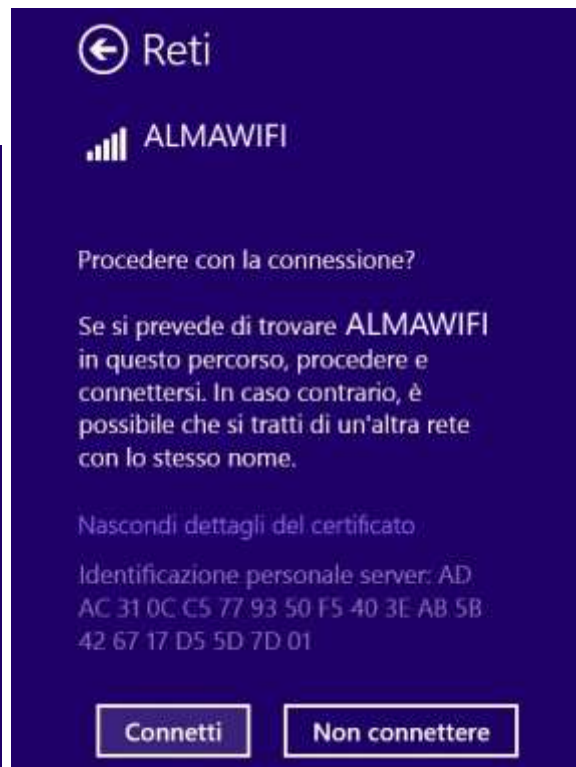 Reti
ALMAWIFI
Procedere con la connessione?
Se si prevede di trovare ALMAWIFI
in questo percorso, procedere e
connettersi. In caso contrario, è
possibile che si tratti di un'altra rete
con lo stesso nome.
Nascondi dettagli del certificato
Identificazione personale server: AD
AC 31 0C C5 77 93 50 F5 40 3E AB 5B
42 67 17 D5 5D 7D 01
Connetti
Non connettere